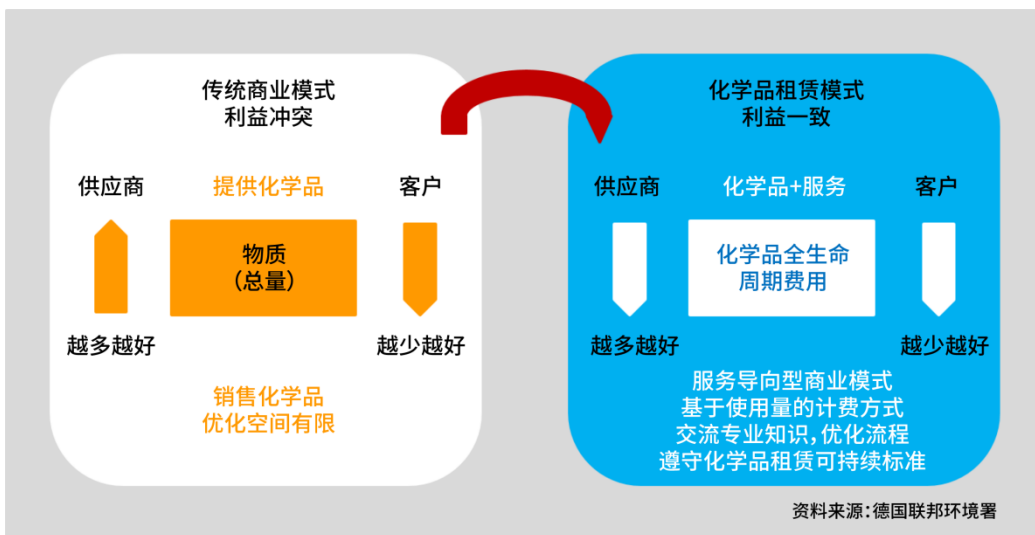 传统商业模式
利益冲突
供应商
提供化学品
客户
物质
（总量）
越多越好
越少越好
销售化学品
优化空间有限
化学品租赁模式
利益一致
供应商
化学品+服务
客户
化学品全生命
周期费用
越多越好
越少越好
服务导向型商业模式
基于使用量的计费方式
交流专业知识，优化流程
遵守化学品租赁可持续标准
资料来源：德国联邦环境署